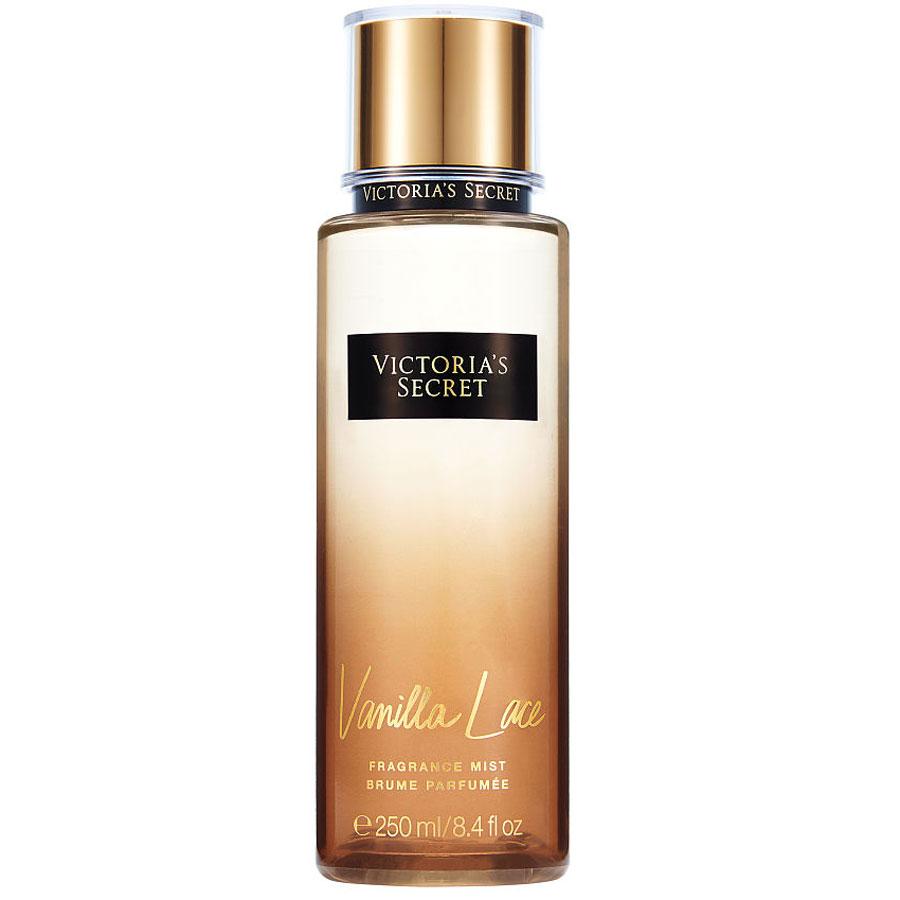 VICTORIA'S SECRET
VICTORIA'S
SECRET
Vanilla Lace
FRAGRANCE MIST
BRUME PARFUMÉE
℮250 ml/8.4 fl oz